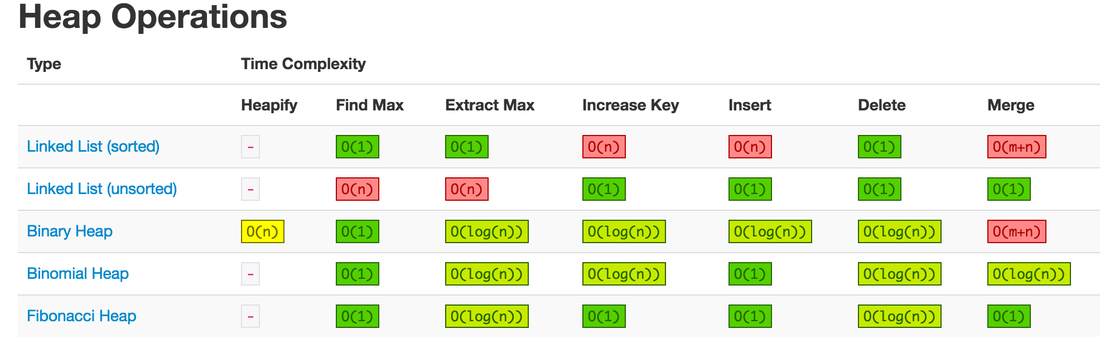 Heap Operations
Type Time Complexity
Heapify Find Max Extract Max Increase Key Insert Delete Merge
Linked List (sorted) - O(1) O(1) O(n) O(n) O(1) O(m+n)
Linked List (unsorted) - O(n) O(n) O(1) O(1) O(1) O(1)
Binary Heap O(n) O(1) O(log(n)) O(log(n)) O(log(n)) O(log(n)) O(m+n)
Binomial Heap - O(1) O(log(n)) O(log(n)) O(1) O(log(n)) O(log(n))
Fibonacci Heap - O(1) O(log(n)) O(1) O(1) O(log(n)) O(1)